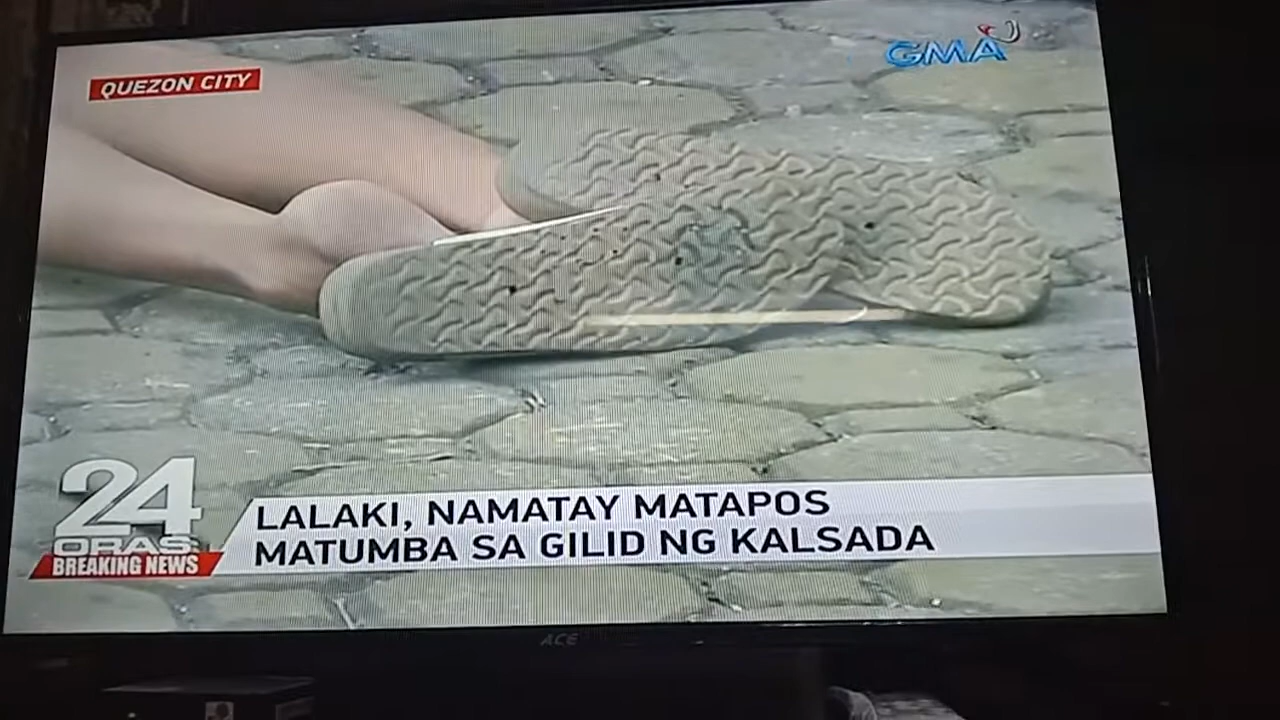 GMA
QUEZON CITY
24
ORAS
BREAKING NEWS
LALAKI, NAMATAY MATAPOS
MATUMBA SA GILID NG KALSADA
ACE